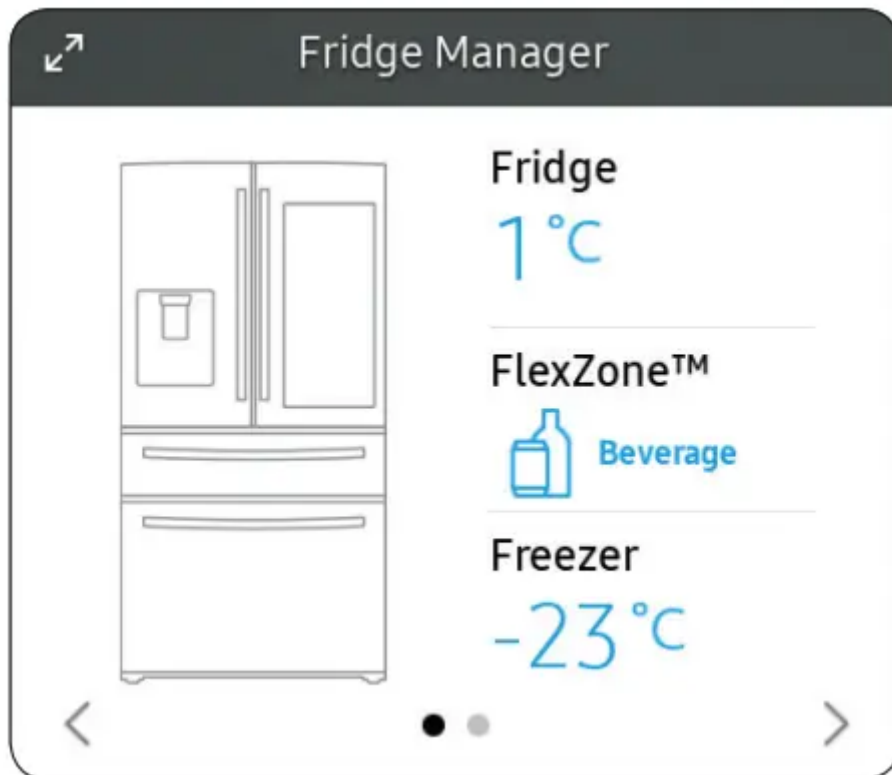 Fridge Manager
Fridge
1 °C
FlexZone™
Beverage
Freezer
-23 °C